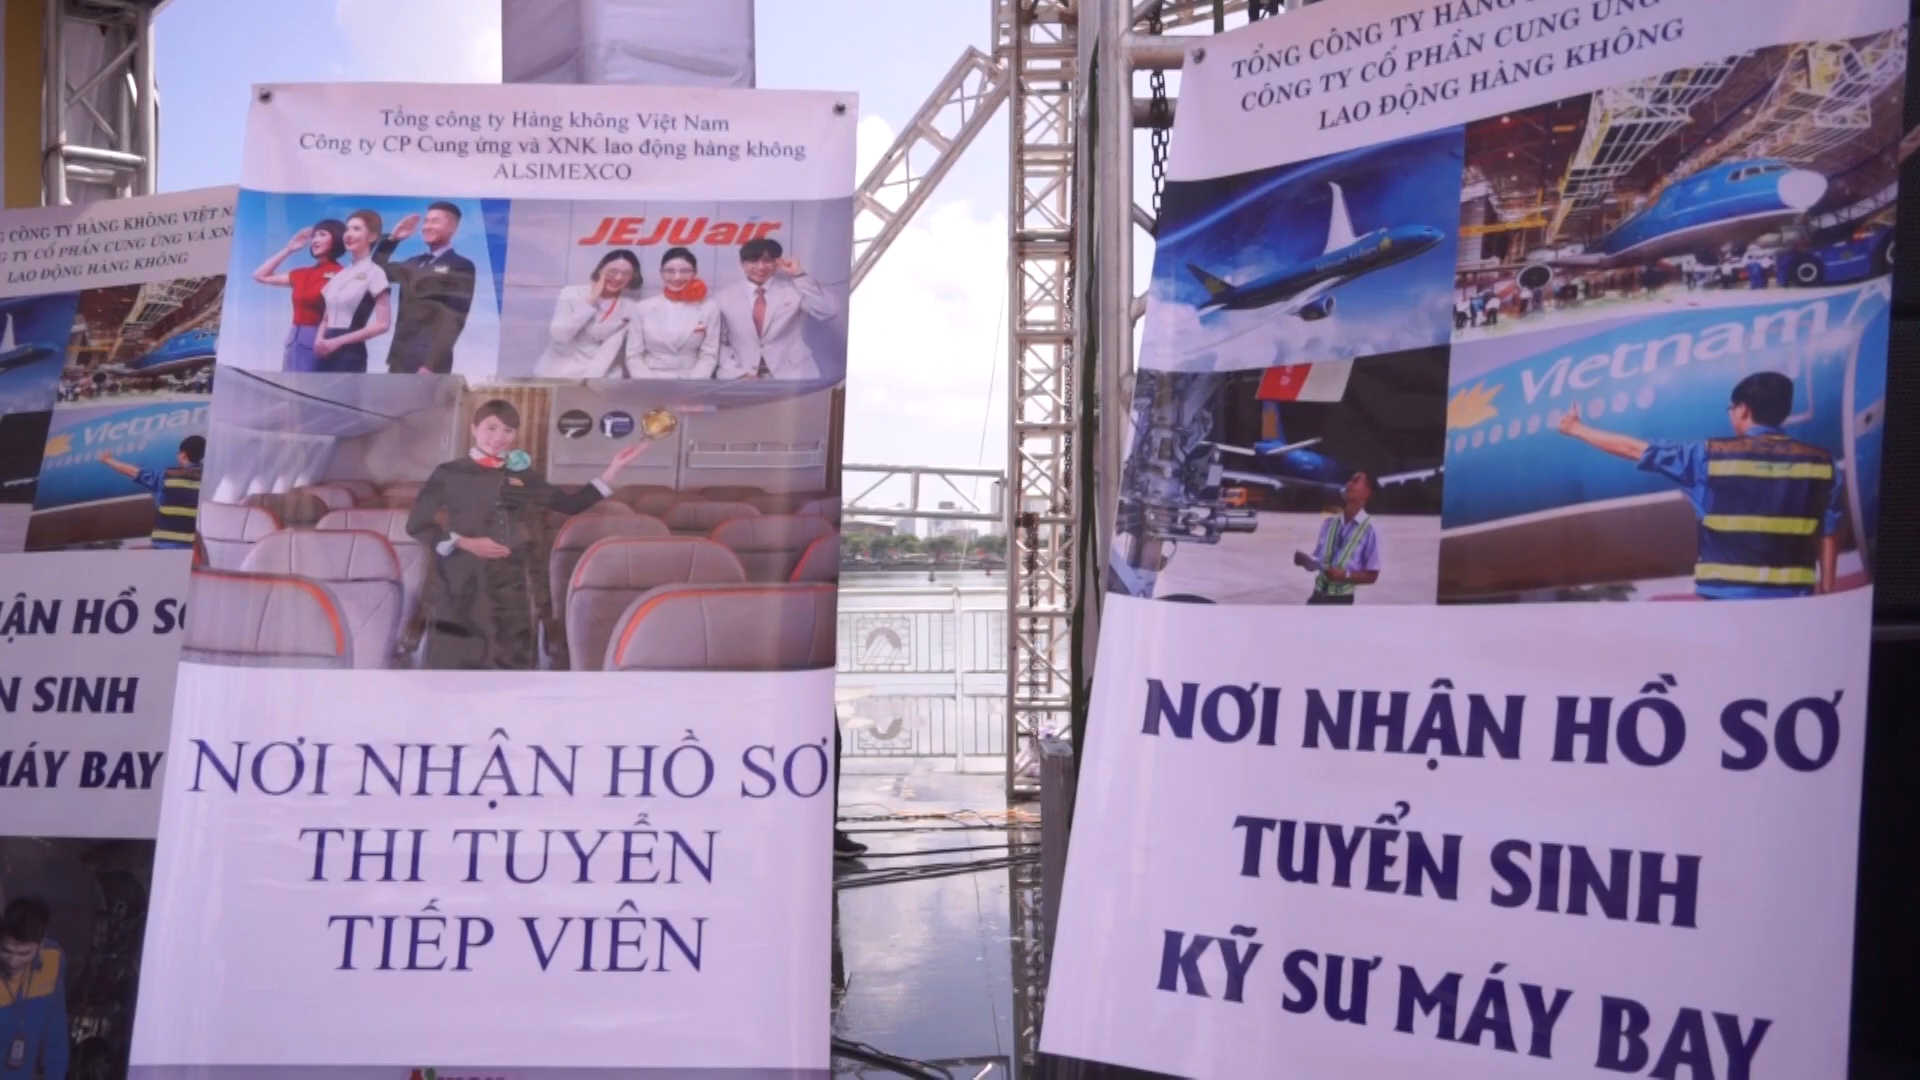 CÔNG TY HÀNG KHÔNG VIỆT
TY CỔ PHẦN CUNG ỨNG VÀ
LAO ĐỘNG HÀNG KHÔNG
Vietnam
HỒ
SINH
MÁY BAY
Tổng công ty Hàng không Việt Nam
Công ty CP Cung ứng và XNK lao động hàng không
ALSIMEXCO
JEJUair
NƠI NHẬN HỒ SƠ
THI TUYỂN
TIẾP VIÊN
TỔNG CÔNG TY HÀNG
CÔNG TY CỔ PHẦN CUNG ỨNG
LAO ĐỘNG HÀNG KHÔNG
Vietnam
NƠI NHẬN HỒ SƠ
TUYỂN SINH
KỸ SƯ MÁY BAY